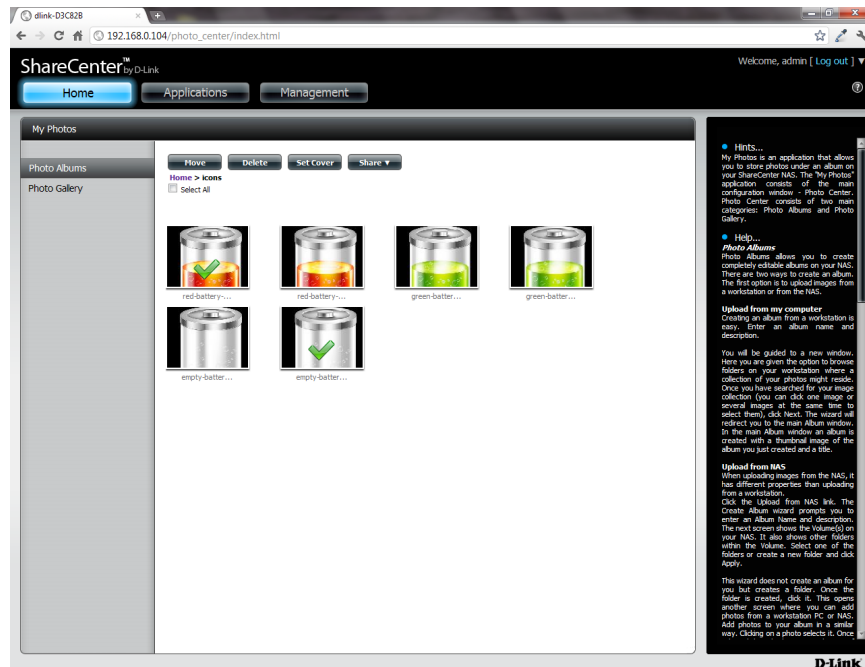 dlink-D3C82B
192.168.0.104/photo_center/index.html
ShareCenter™ by D-Link
Welcome, admin [ Log out ] ▼
Home Applications Management
My Photos
Photo Albums
Photo Gallery
Move Delete Set Cover Share ▼
Home > icons
Select All
red-battery-... red-battery-... green-batter... green-batter...
empty-batter... empty-batter...
Hints...
My Photos is an application that allows
you to store photos under an album on
your ShareCenter NAS. The "My Photos"
application consists of the main
configuration window - Photo Center.
Photo Center consists of two main
categories: Photo Albums and Photo
Gallery.
Help...
Photo Albums
Photo Albums allows you to create
completely editable albums on your NAS.
There are two ways to create an album.
The first option is to upload images from
a workstation or from the NAS.
Upload from my computer
Creating an album from a workstation is
easy. Enter an album name and
description.
You will be guided to a new window.
Here you are given the option to browse
folders on your workstation where a
collection of your photos might reside.
Once you have searched for your image
collection (you can click one image or
several images at the same time to
select them), click Next. The wizard will
redirect you to the main Album window.
In the main Album window an album is
created with a thumbnail image of the
album you just created and a title.
Upload from NAS
When uploading images from the NAS, it
has different properties than uploading
from a workstation.
Click the Upload from NAS link. The
Create Album wizard prompts you to
enter an Album Name and description.
The next screen shows the Volume(s) on
your NAS. It also shows other folders
within the Volume. Select one of the
folders or create a new folder and click
Apply.
This wizard does not create an album for
you but creates a folder. Once the
folder is created, click it. This opens
another screen where you can add
photos from a workstation PC or NAS.
Add photos to your album in a similar
way. Clicking on a photo selects it. Once
D-Link